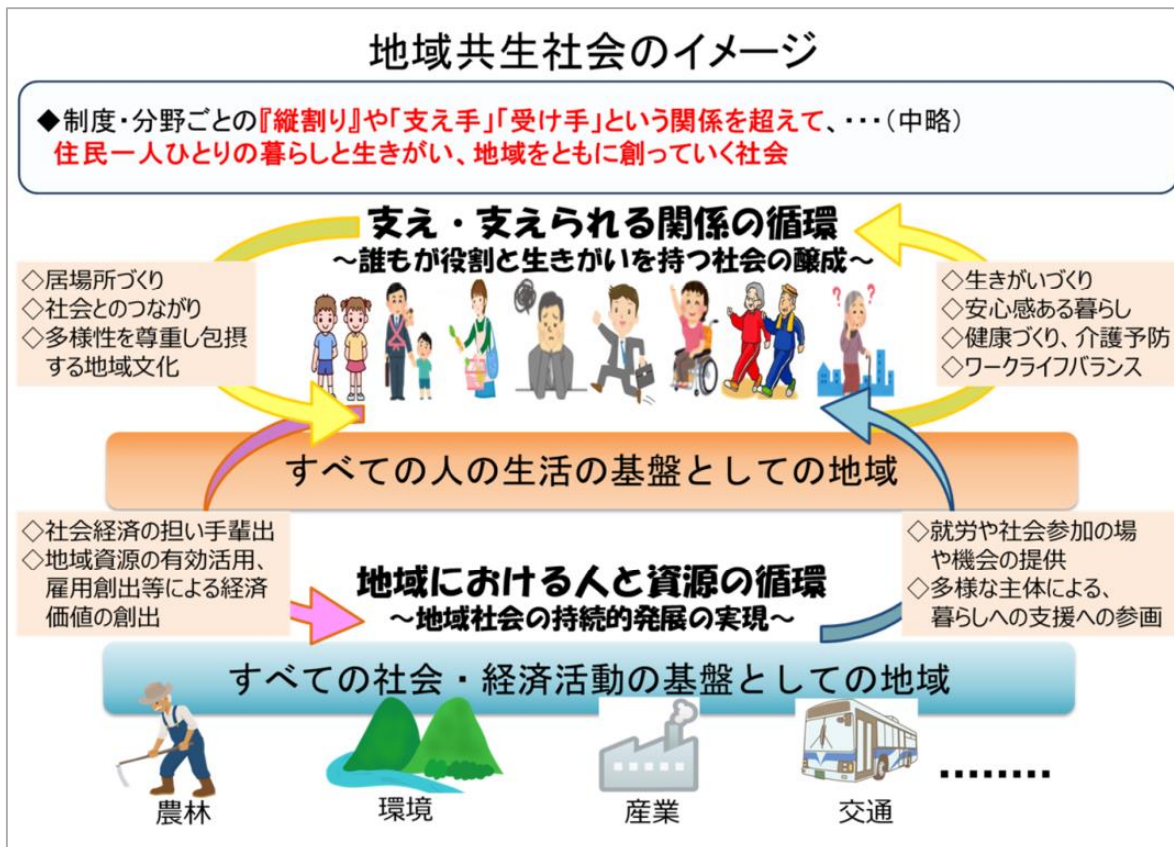 地域共生社会のイメージ
◆制度・分野ごとの『縦割り』や「支え手」「受け手」という関係を超えて、・・・（中略）
住民一人ひとりの暮らしと生きがい、地域をともに創っていく社会
支え・支えられる関係の循環
～誰もが役割と生きがいを持つ社会の醸成～
◇居場所づくり
◇社会とのつながり
◇多様性を尊重し包摂
する地域文化
◇生きがいづくり
◇安心感ある暮らし
◇健康づくり、介護予防
◇ワークライフバランス
? ?
すべての人の生活の基盤としての地域
◇社会経済の担い手輩出
◇地域資源の有効活用、
雇用創出等による経済
価値の創出
地域における人と資源の循環
～地域社会の持続的発展の実現～
◇就労や社会参加の場
や機会の提供
◇多様な主体による、
暮らしへの支援への参画
すべての社会・経済活動の基盤としての地域
農林
環境
産業
交通
………